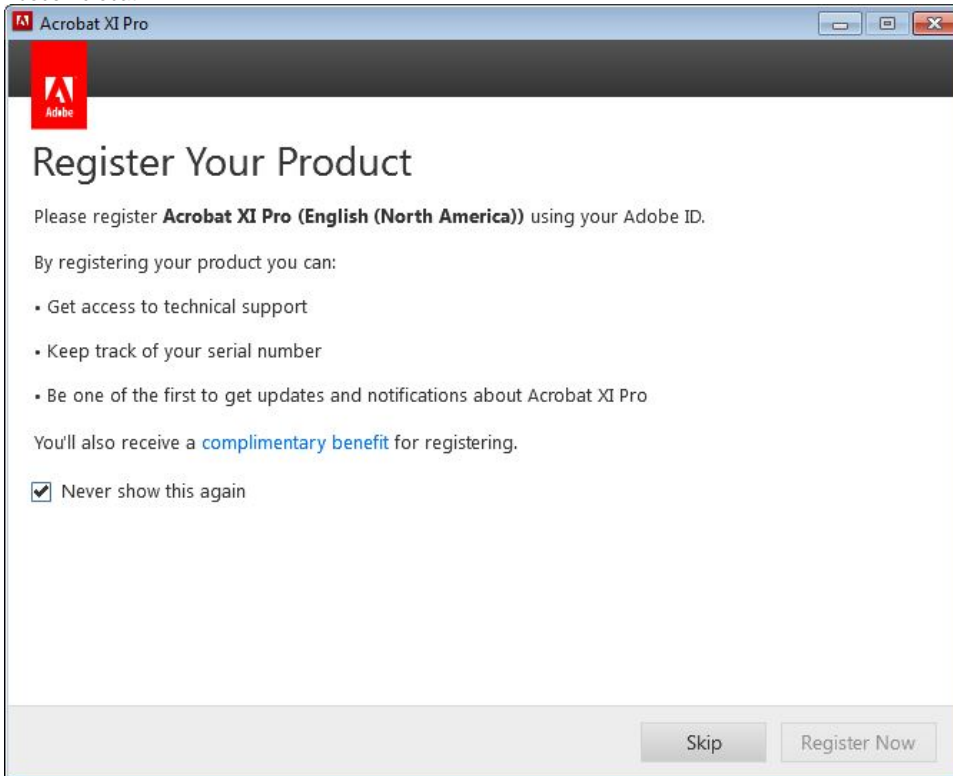 Acrobat XI Pro
Adobe
Register Your Product
Please register Acrobat XI Pro (English (North America)) using your Adobe ID.
By registering your product you can:
• Get access to technical support
• Keep track of your serial number
• Be one of the first to get updates and notifications about Acrobat XI Pro
You'll also receive a complimentary benefit for registering.
Never show this again
Skip
Register Now